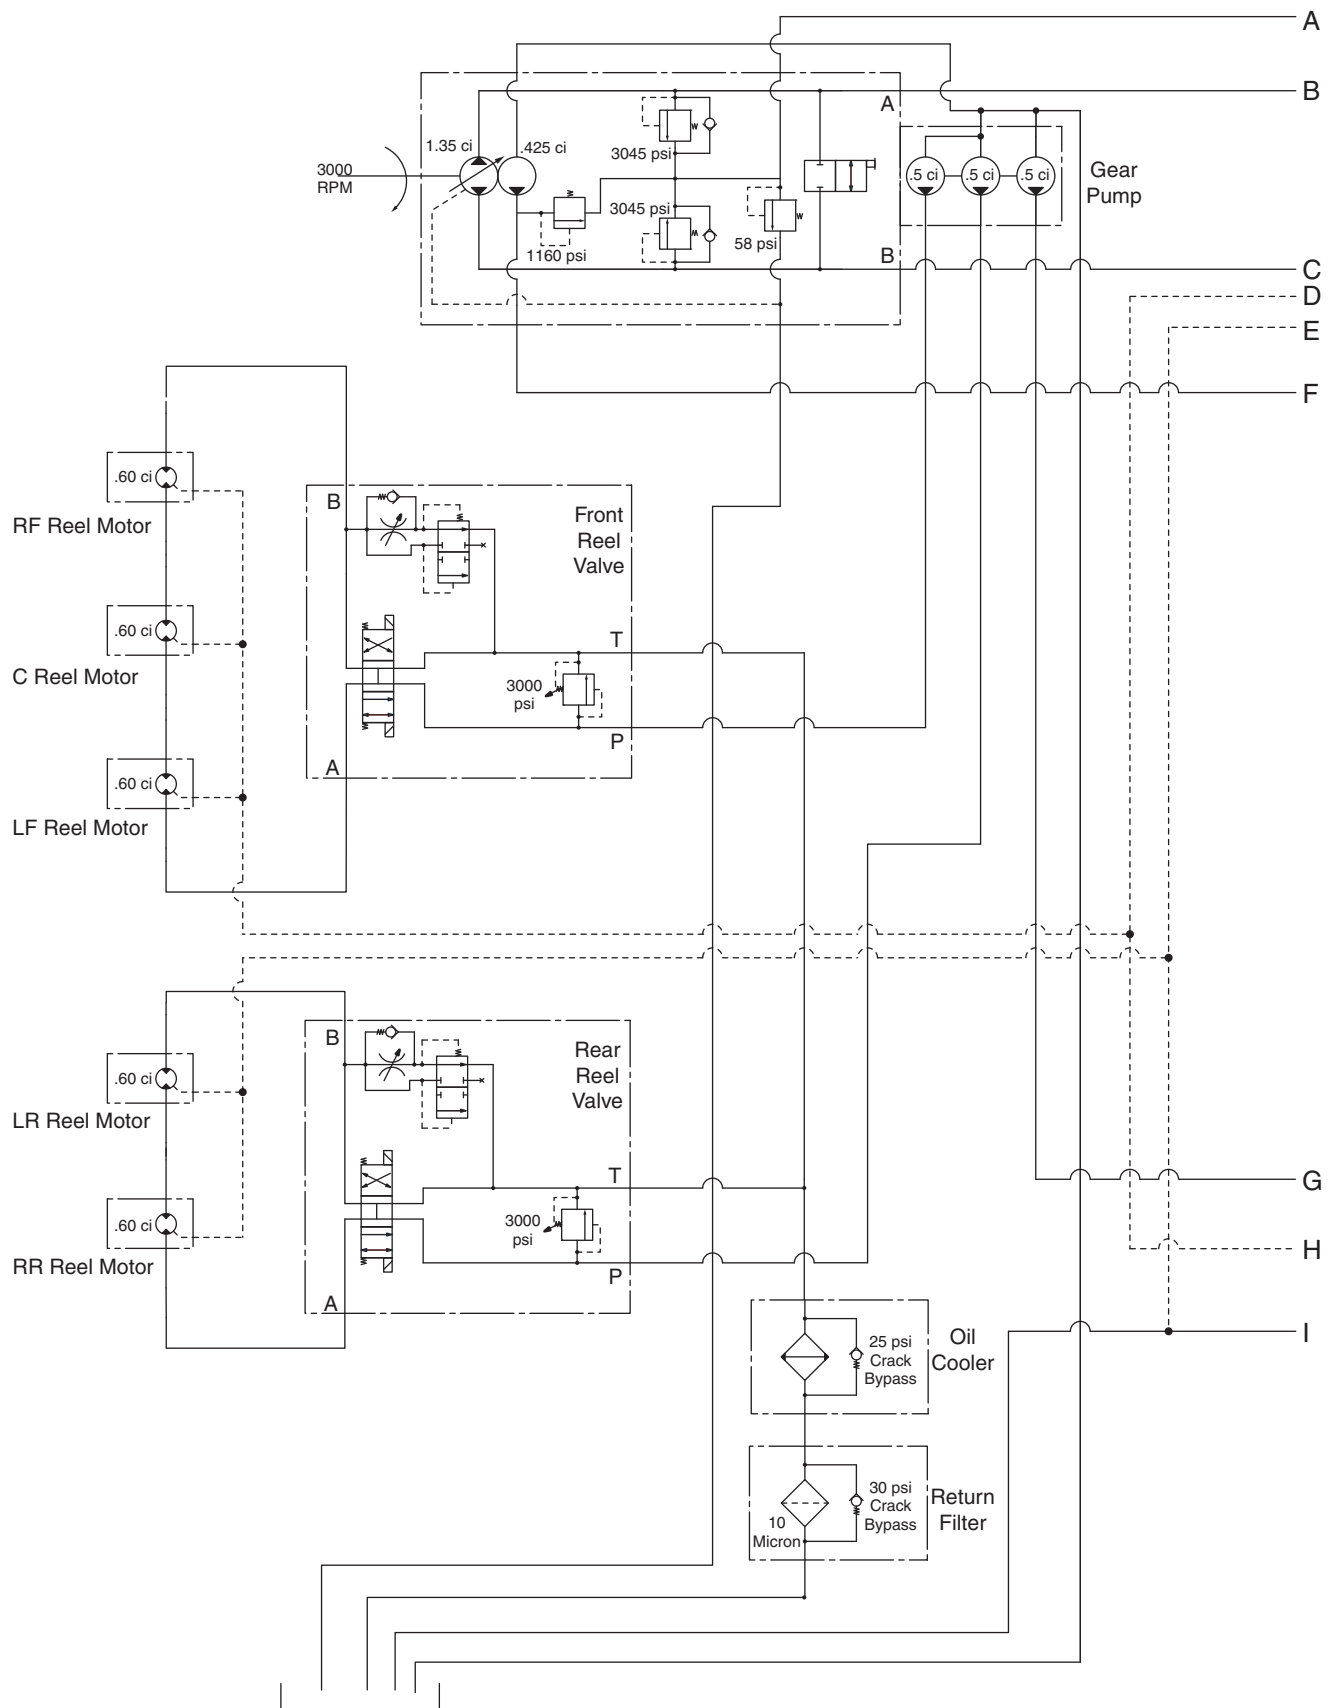 A
B
A
1.35 ci
.425 ci
3045 psi
3000
RPM
.5 ci
.5 ci
.5 ci
Gear
Pump
3045 psi
58 psi
1160 psi
B
C
D
E
F
.60 ci
RF Reel Motor
B
Front
Reel
Valve
.60 ci
C Reel Motor
T
3000
psi
P
A
.60 ci
LF Reel Motor
B
Rear
Reel
Valve
.60 ci
LR Reel Motor
T
3000
psi
P
A
.60 ci
RR Reel Motor
G
H
I
25 psi
Crack
Bypass
Oil
Cooler
30 psi
Crack
Bypass
10
Micron
Return
Filter